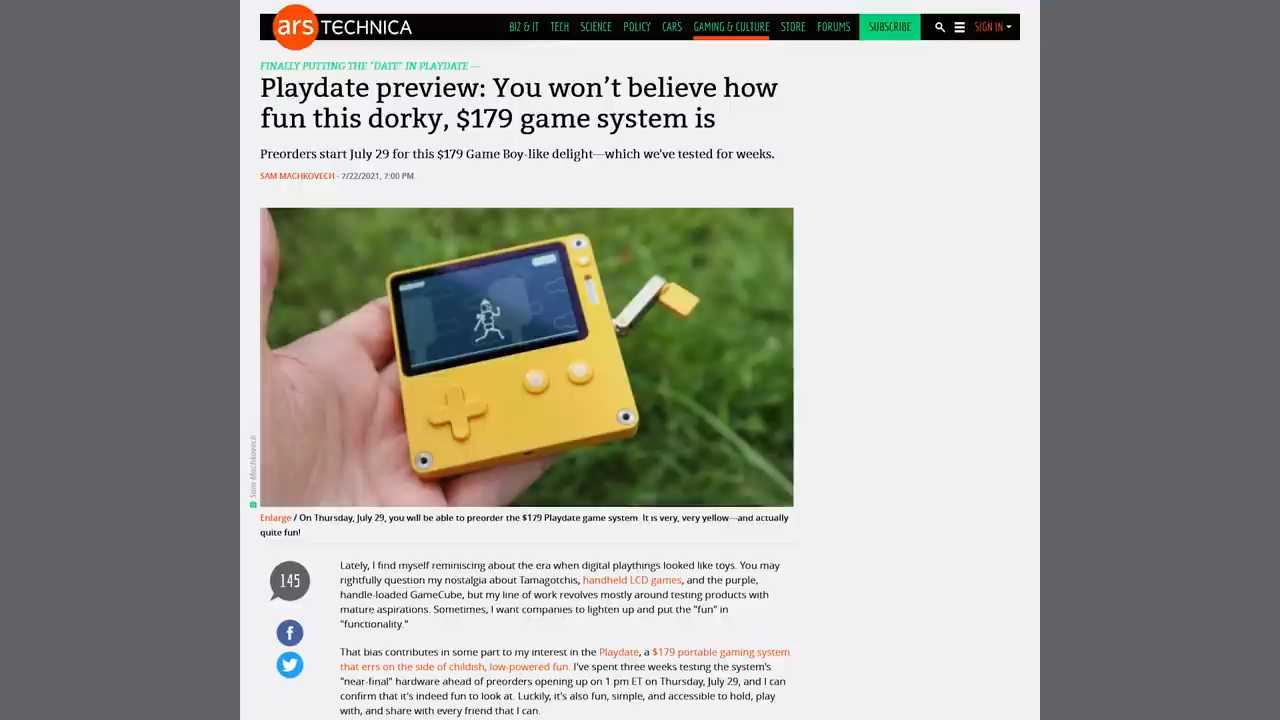 ars TECHNICA
BIZ & IT TECH SCIENCE POLICY CARS GAMING & CULTURE STORE FORUMS SUBSCRIBE SIGN IN
FINALLY PUTTING THE "DATE" IN PLAYDATE —
Playdate preview: You won't believe how
fun this dorky, $179 game system is
Preorders start July 29 for this $179 Game Boy-like delight—which we've tested for weeks.
SAM MACHKOVECH - 7/22/2021, 7:00 PM
Sam Machkovech
Enlarge / On Thursday, July 29, you will be able to preorder the $179 Playdate game system. It is very, very yellow—and actually
quite fun!
145
Lately, I find myself reminiscing about the era when digital playthings looked like toys. You may
rightfully question my nostalgia about Tamagotchis, handheld LCD games, and the purple,
handle-loaded GameCube, but my line of work revolves mostly around testing products with
mature aspirations. Sometimes, I want companies to lighten up and put the "fun" in
"functionality."
That bias contributes in some part to my interest in the Playdate, a $179 portable gaming system
that errs on the side of childish, low-powered fun. I've spent three weeks testing the system's
"near-final" hardware ahead of preorders opening up on 1 pm ET on Thursday, July 29, and I can
confirm that it's indeed fun to look at. Luckily, it's also fun, simple, and accessible to hold, play
with, and share with every friend that I can.